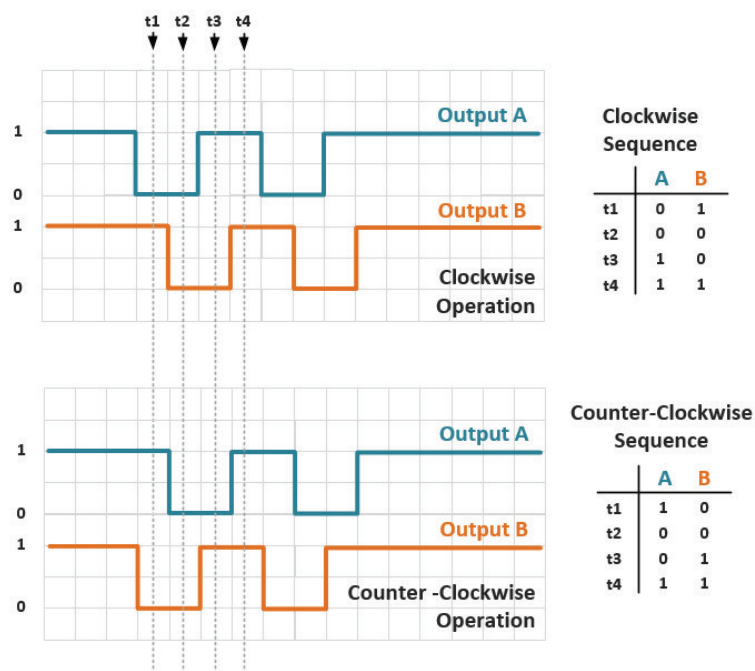 t1 t2 t3 t4
1
Output A
0
1
Output B
0
Clockwise
Operation
Clockwise
Sequence
A B
t1 0 1
t2 0 0
t3 1 0
t4 1 1
1
Output A
0
1
Output B
0
Counter -Clockwise
Operation
Counter-Clockwise
Sequence
A B
t1 1 0
t2 0 0
t3 0 1
t4 1 1